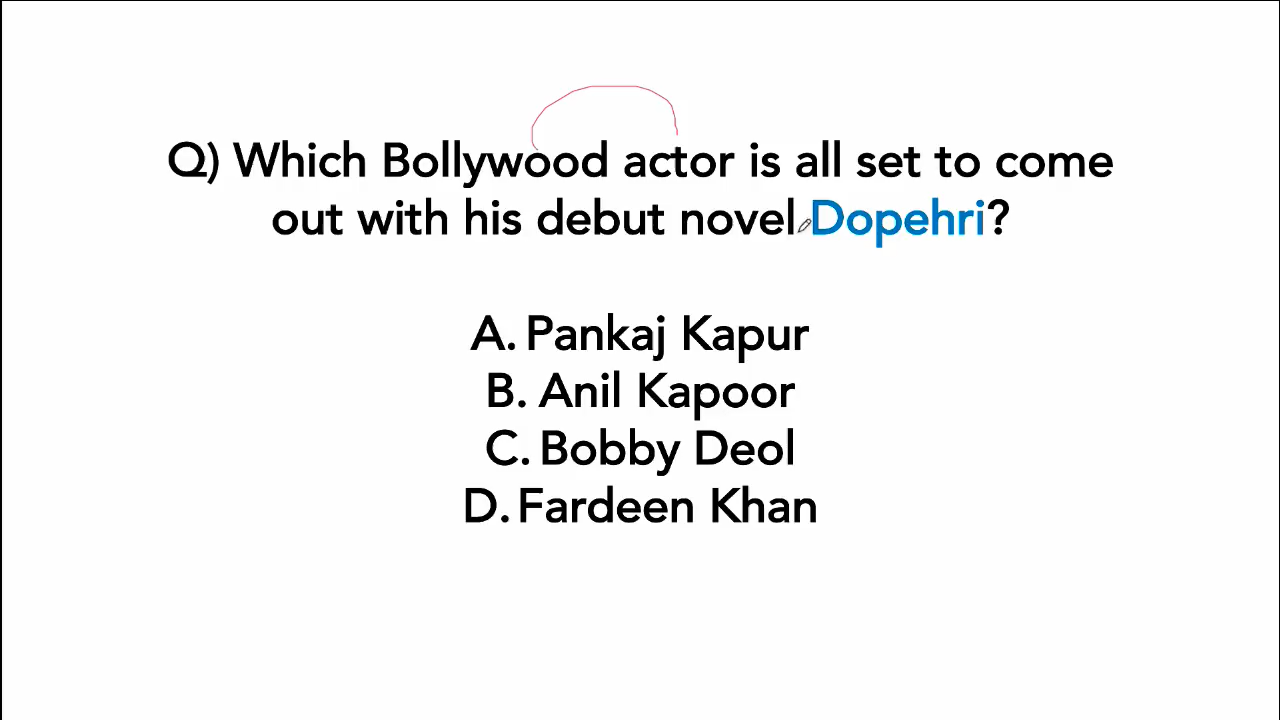 Q) Which Bollywood actor is all set to come
out with his debut novel Dopehri?
A. Pankaj Kapur
B. Anil Kapoor
C. Bobby Deol
D. Fardeen Khan